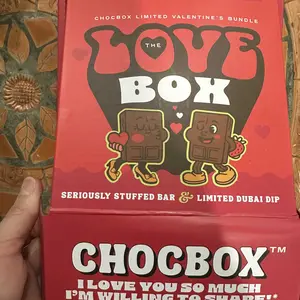 CHOCBOX LIMITED VALENTINE'S BUNDLE
THE
LOVE
BOX
SERIOUSLY STUFFED BAR & LIMITED DUBAI DIP
CHOCBOX™
I LOVE YOU SO MUCH
I'M WILLING TO SHARE!*